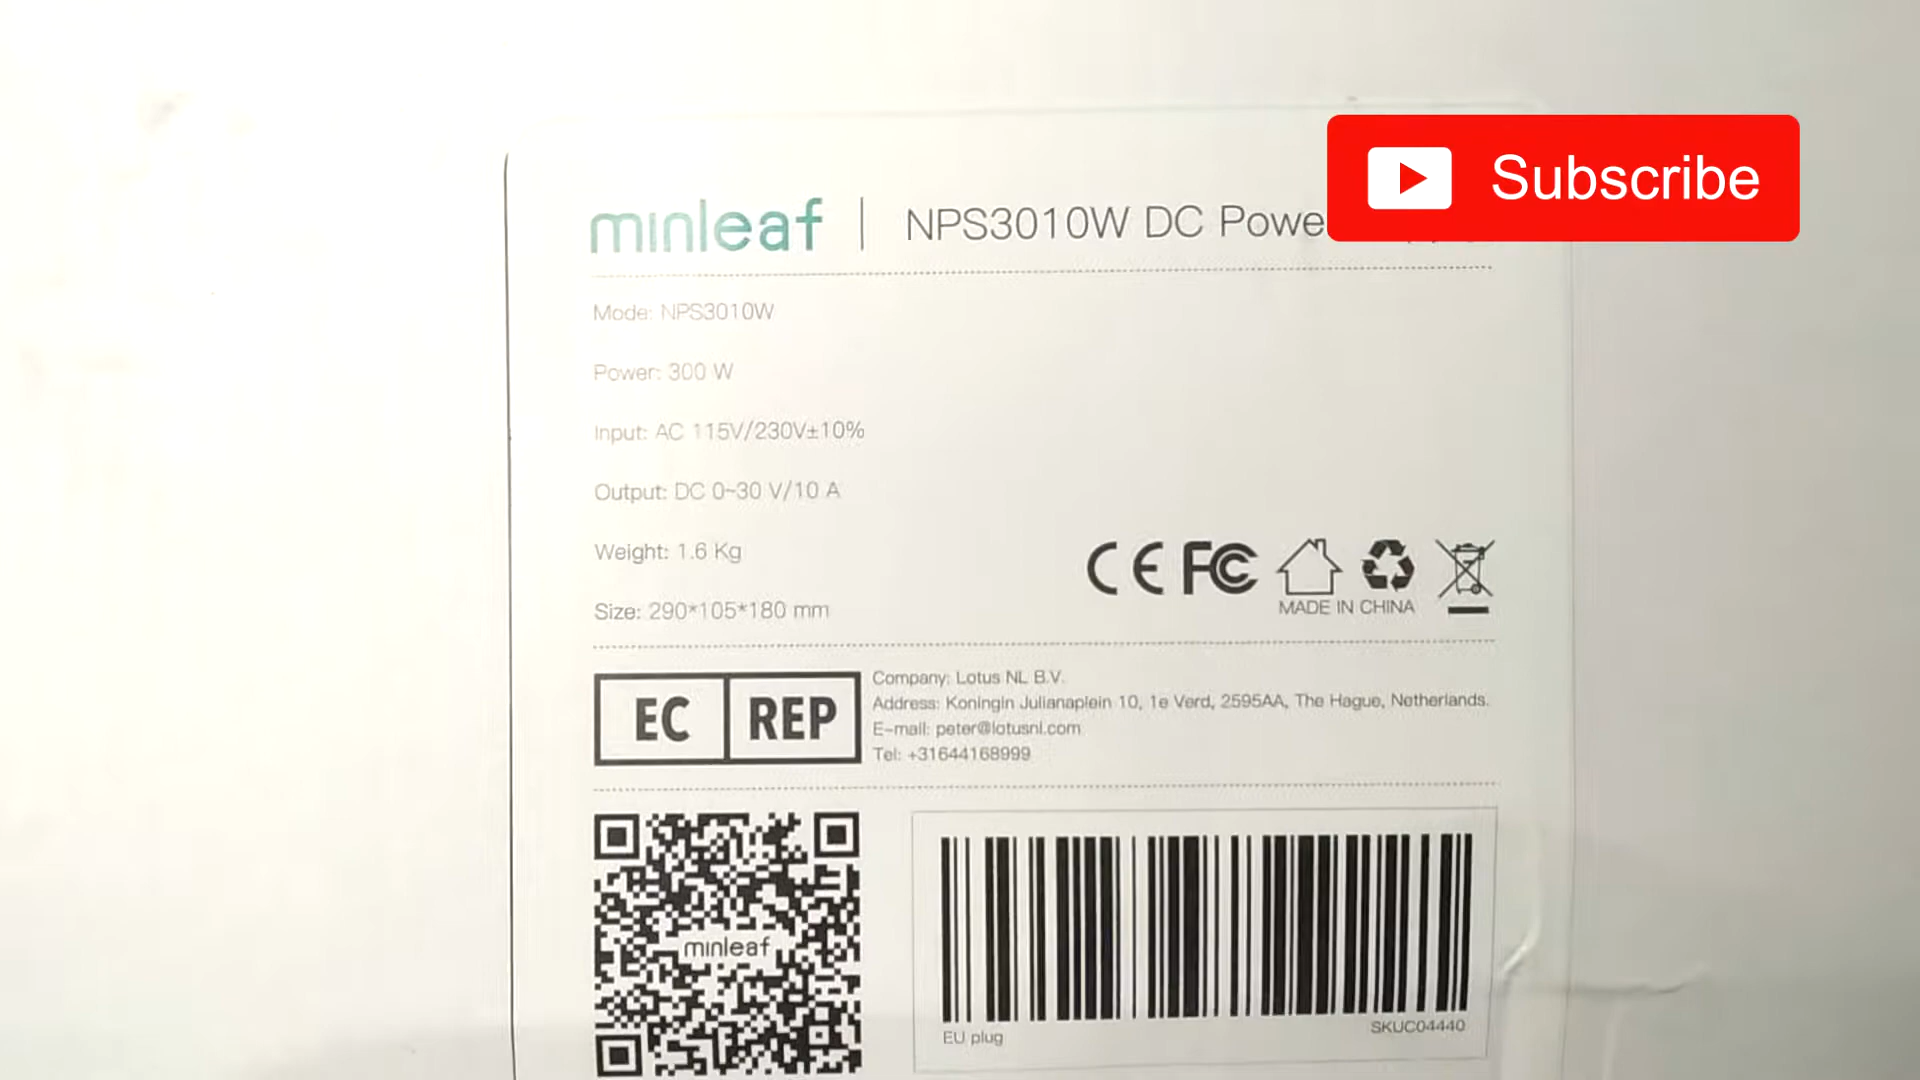 Subscribe
minleaf | NPS3010W DC Powe
Mode: NPS3010W
Power: 300 W
Input: AC 115V/230V±10%
Output: DC 0~30 V/10 A
Weight: 1.6 Kg
Size: 290*105*180 mm
CE FC
MADE IN CHINA
EC REP
Company: Lotus NL B.V.
Address: Koningin Julianaplein 10, 1e Verd, 2595AA, The Hague, Netherlands.
E-mail: peter@lotusnl.com
Tel: +31644168999
minleaf
EU plug
SKUC04440